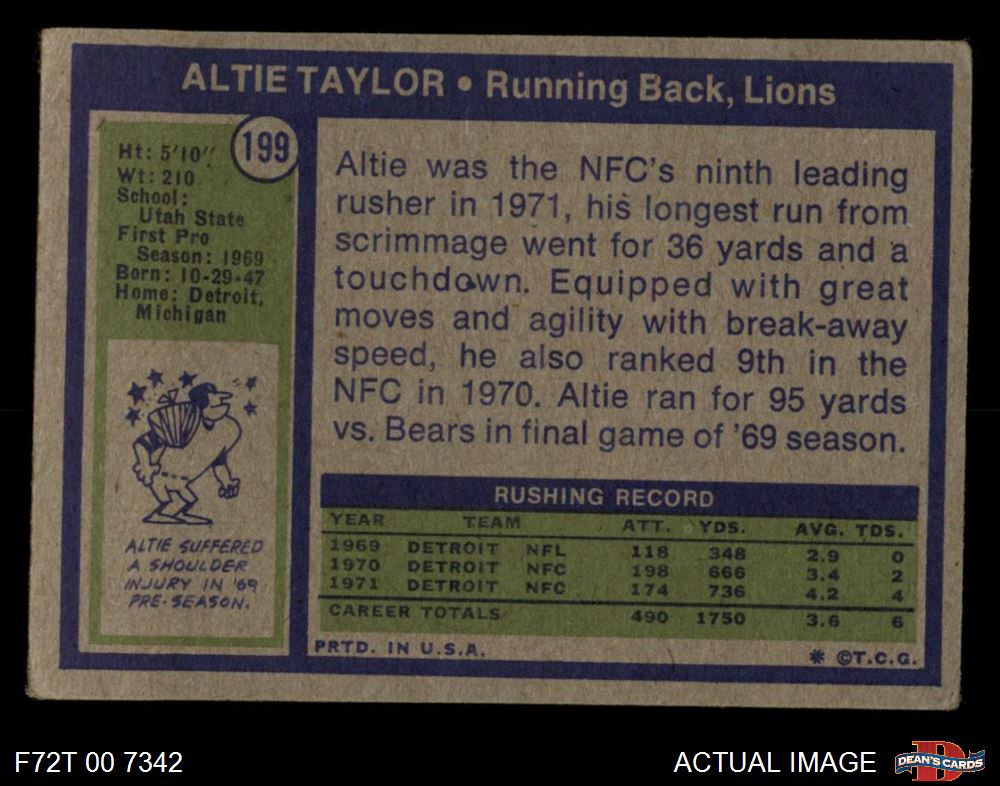 ALTIE TAYLOR • Running Back, Lions
199
Ht: 5'10"
Wt: 210
School:
Utah State
First Pro
Season: 1969
Born: 10-29-47
Home: Detroit,
Michigan
ALTIE SUFFERED
A SHOULDER
INJURY IN '69
PRE-SEASON.
Altie was the NFC's ninth leading
rusher in 1971, his longest run from
scrimmage went for 36 yards and a
touchdown. Equipped with great
moves and agility with break-away
speed, he also ranked 9th in the
NFC in 1970. Altie ran for 95 yards
vs. Bears in final game of '69 season.
RUSHING RECORD
YEAR TEAM ATT. YDS. AVG. TDS.
1969 DETROIT NFL 118 348 2.9 0
1970 DETROIT NFC 198 666 3.4 2
1971 DETROIT NFC 174 736 4.2 4
CAREER TOTALS 490 1750 3.6 6
PRTD. IN U.S.A. * ©T.C.G.
F72T 00 7342 ACTUAL IMAGE
D
DEAN'S CARDS